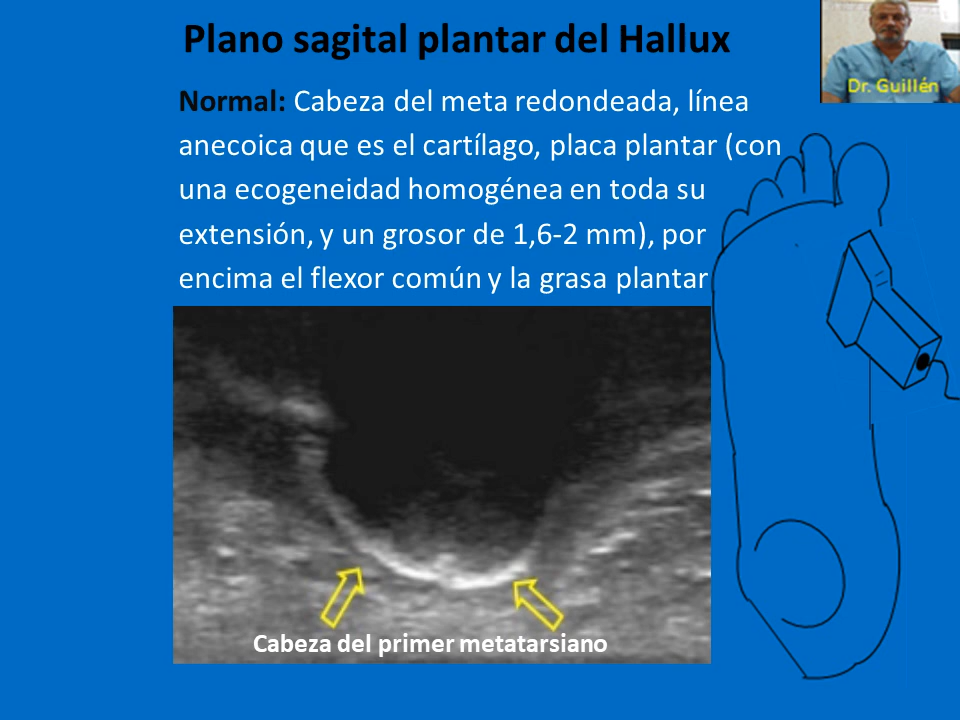 Plano sagital plantar del Hallux
Dr. Guillén
Normal: Cabeza del meta redondeada, línea
anecoica que es el cartílago, placa plantar (con
una ecogeneidad homogénea en toda su
extensión, y un grosor de 1,6-2 mm), por
encima el flexor común y la grasa plantar
Cabeza del primer metatarsiano